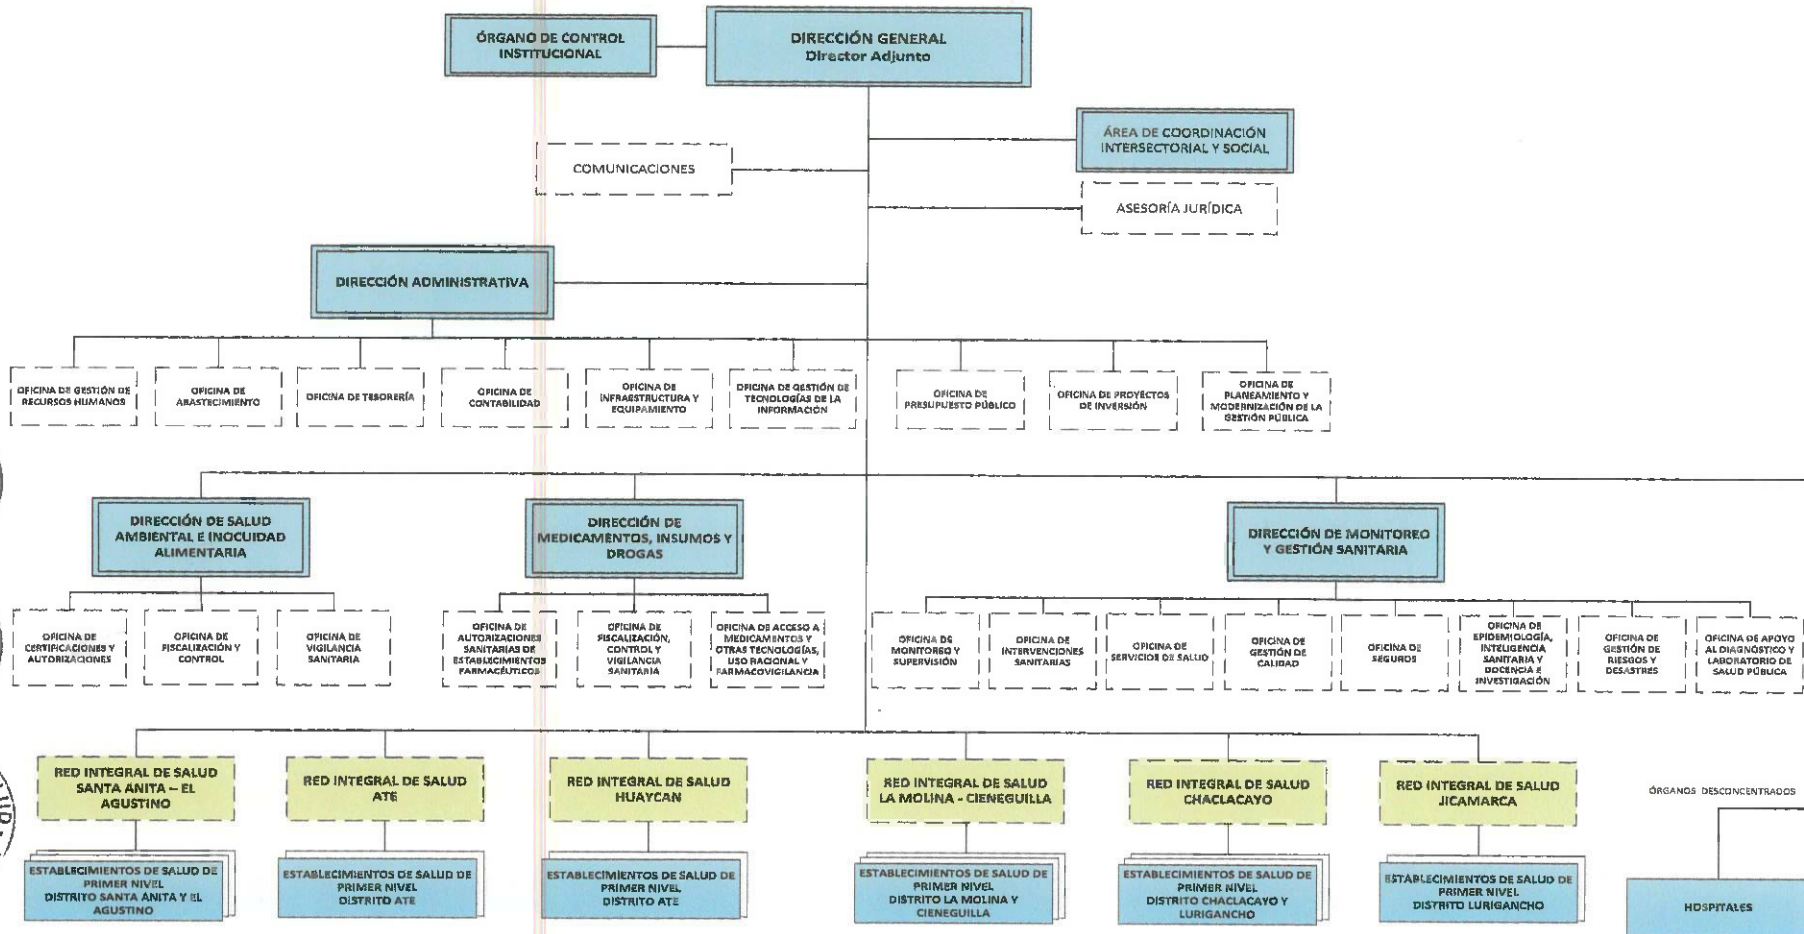 ÓRGANO DE CONTROL
INSTITUCIONAL
DIRECCIÓN GENERAL
Director Adjunto
ÁREA DE COORDINACIÓN
INTERSECTORIAL Y SOCIAL
COMUNICACIONES
ASESORÍA JURÍDICA
DIRECCIÓN ADMINISTRATIVA
OFICINA DE GESTIÓN DE
RECURSOS HUMANOS
OFICINA DE
ABASTECIMIENTO
OFICINA DE TESORERÍA
OFICINA DE
CONTABILIDAD
OFICINA DE
INFRAESTRUCTURA Y
EQUIPAMIENTO
OFICINA DE GESTIÓN DE
TECNOLOGÍAS DE LA
INFORMACIÓN
OFICINA DE
PRESUPUESTO PÚBLICO
OFICINA DE PROYECTOS
DE INVERSIÓN
OFICINA DE
PLANEAMIENTO Y
MODERNIZACIÓN DE LA
GESTIÓN PÚBLICA
DIRECCIÓN DE SALUD
AMBIENTAL E INOCUIDAD
ALIMENTARIA
DIRECCIÓN DE
MEDICAMENTOS, INSUMOS Y
DROGAS
DIRECCIÓN DE MONITOREO
Y GESTIÓN SANITARIA
OFICINA DE
CERTIFICACIONES Y
AUTORIZACIONES
OFICINA DE
FISCALIZACIÓN Y
CONTROL
OFICINA DE
VIGILANCIA
SANITARIA
OFICINA DE
AUTORIZACIONES
SANITARIAS DE
ESTABLECIMIENTOS
FARMACÉUTICOS
OFICINA DE
FISCALIZACIÓN,
CONTROL Y
VIGILANCIA
SANITARIA
OFICINA DE ACCESO A
MEDICAMENTOS Y
OTRAS TECNOLOGÍAS,
USO RACIONAL Y
FARMACOVIGILANCIA
OFICINA DE
MONITOREO Y
SUPERVISIÓN
OFICINA DE
INTERVENCIONES
SANITARIAS
OFICINA DE
SERVICIOS DE SALUD
OFICINA DE
GESTIÓN DE
CALIDAD
OFICINA DE
SEGUROS
OFICINA DE
EPIDEMIOLOGÍA,
INTELIGENCIA
SANITARIA Y
DOCENCIA E
INVESTIGACIÓN
OFICINA DE
GESTIÓN DE
RIESGOS Y
DESASTRES
OFICINA DE APOYO
AL DIAGNÓSTICO Y
LABORATORIO DE
SALUD PÚBLICA
RED INTEGRAL DE SALUD
SANTA ANITA – EL
AGUSTINO
RED INTEGRAL DE SALUD
ATE
RED INTEGRAL DE SALUD
HUAYCAN
RED INTEGRAL DE SALUD
LA MOLINA - CIENEGUILLA
RED INTEGRAL DE SALUD
CHACLACAYO
RED INTEGRAL DE SALUD
JICAMARCA
ÓRGANOS DESCONCENTRADOS
ESTABLECIMIENTOS DE SALUD DE
PRIMER NIVEL
DISTRITO SANTA ANITA Y EL
AGUSTINO
ESTABLECIMIENTOS DE SALUD DE
PRIMER NIVEL
DISTRITO ATE
ESTABLECIMIENTOS DE SALUD DE
PRIMER NIVEL
DISTRITO ATE
ESTABLECIMIENTOS DE SALUD DE
PRIMER NIVEL
DISTRITO LA MOLINA Y
CIENEGUILLA
ESTABLECIMIENTOS DE SALUD DE
PRIMER NIVEL
DISTRITO CHACLACAYO Y
LURIGANCHO
ESTABLECIMIENTOS DE SALUD DE
PRIMER NIVEL
DISTRITO LURIGANCHO
HOSPITALES